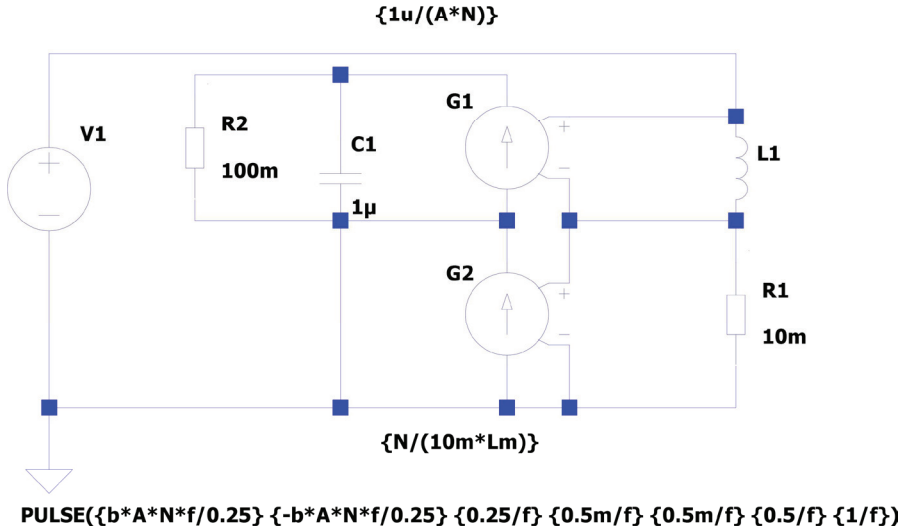 {1u/(A*N)}
G1
R2
V1
C1
L1
100m
1µ
G2
R1
10m
{N/(10m*Lm)}
PULSE({b*A*N*f/0.25} {-b*A*N*f/0.25} {0.25/f} {0.5m/f} {0.5m/f} {0.5/f} {1/f})